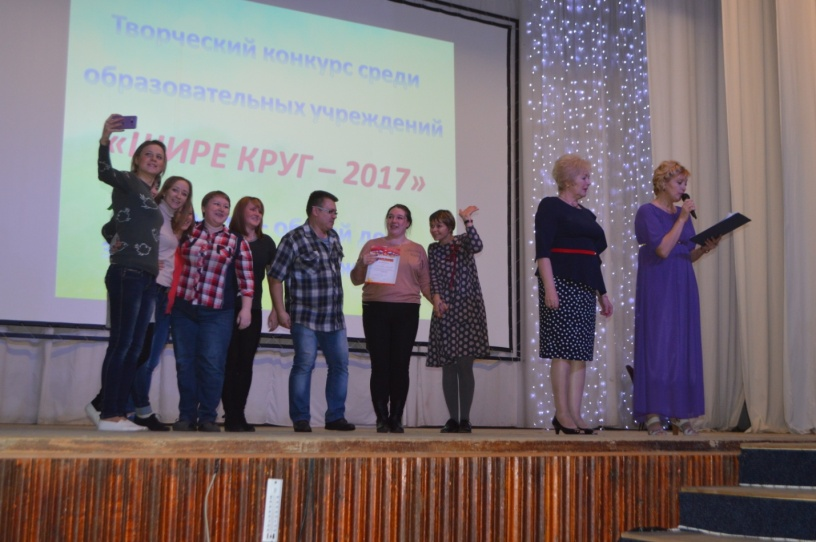 Творческий конкурс среди
образовательных учреждений
«ШИРЕ КРУГ – 2017»